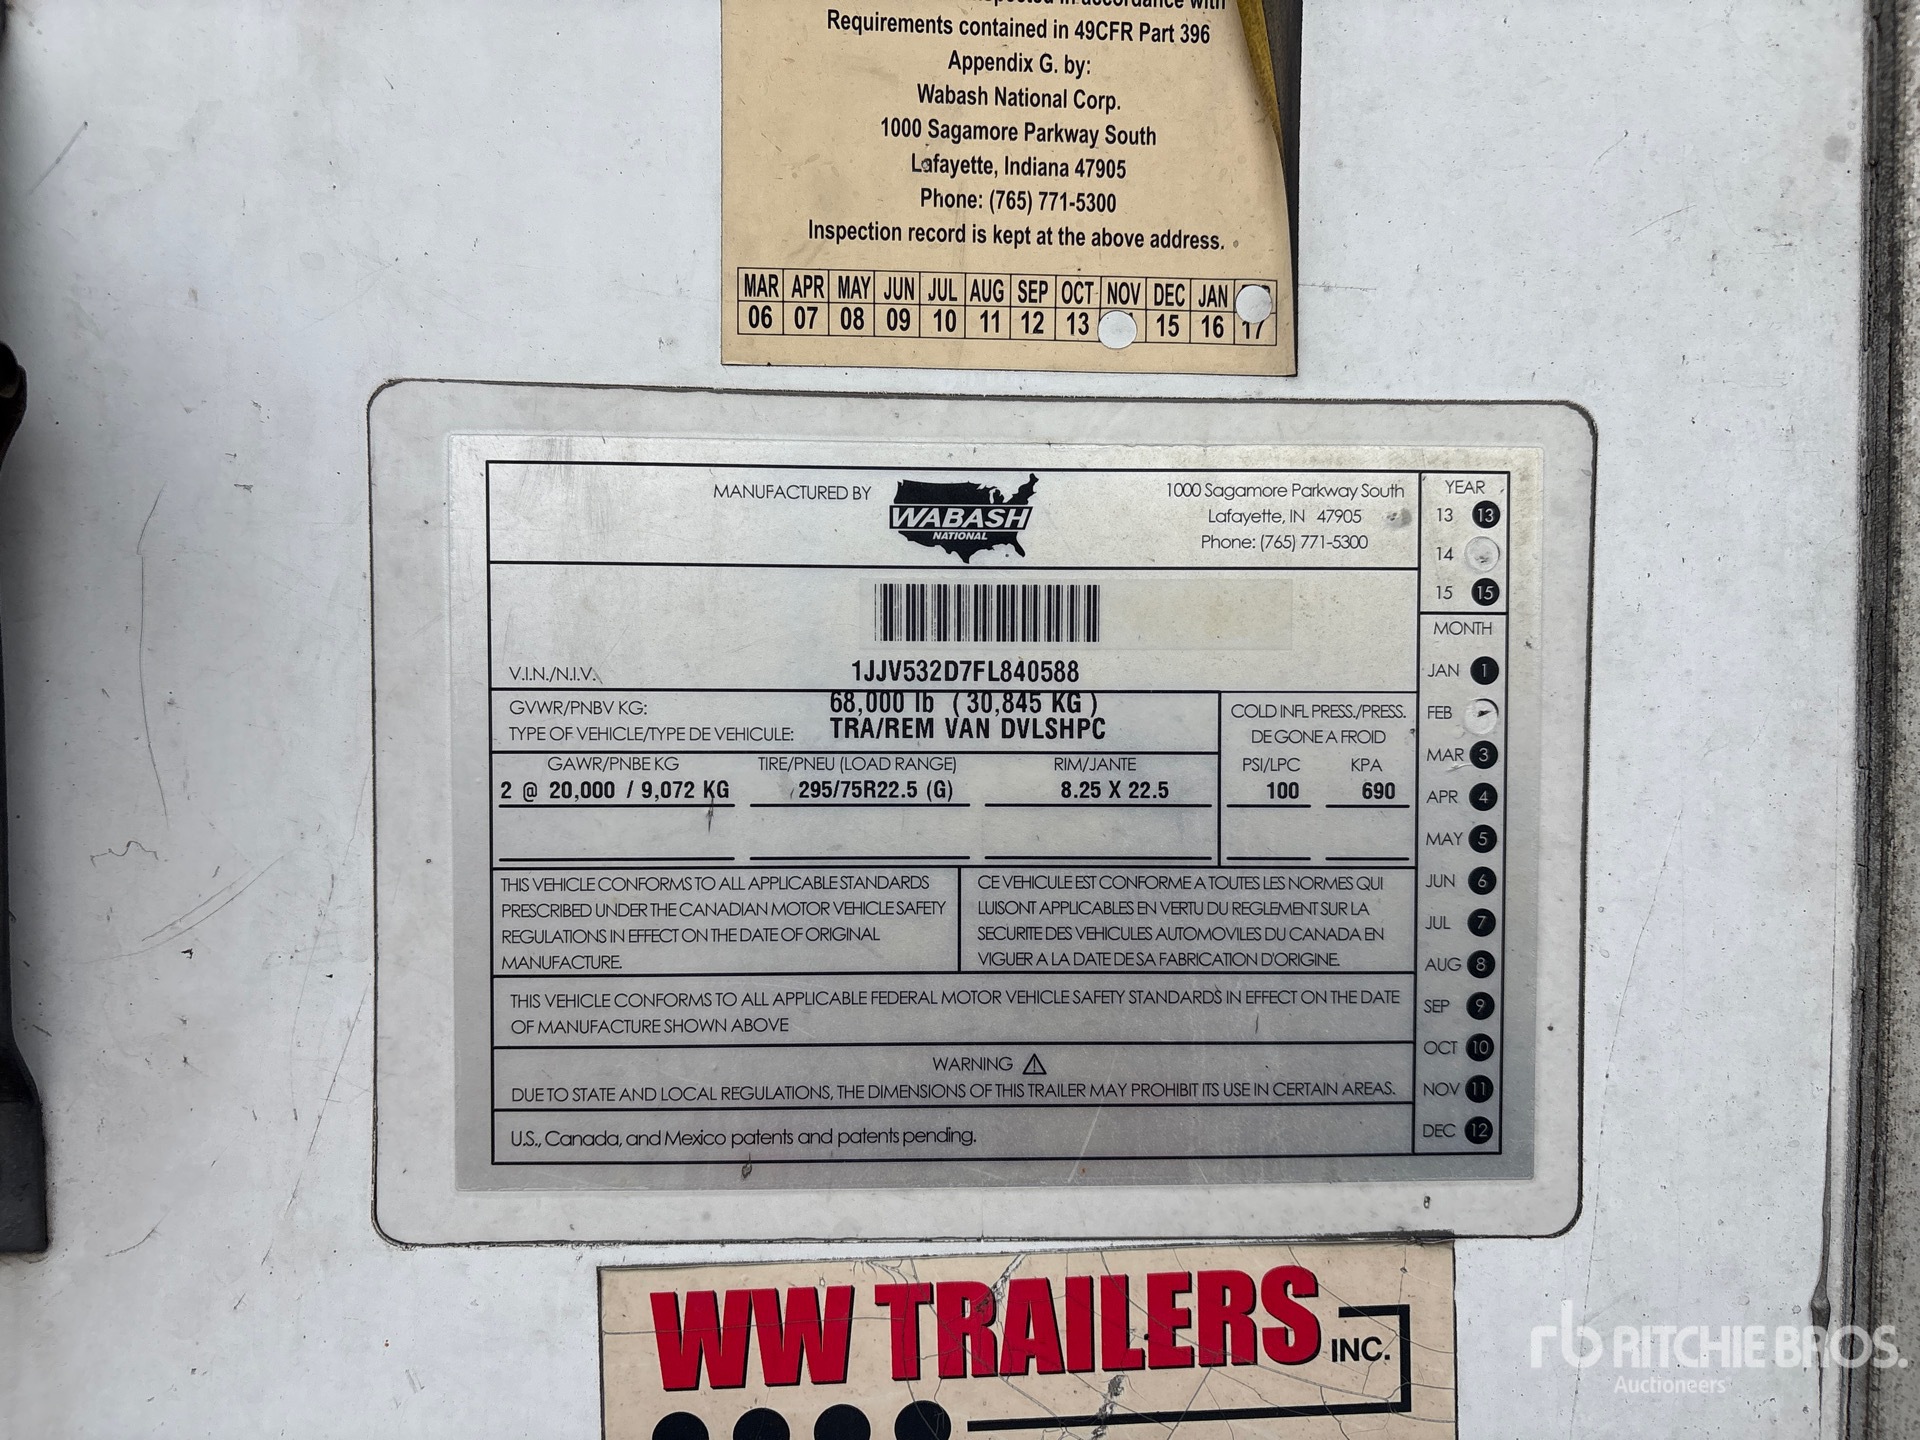 inspected in accordance with
Requirements contained in 49CFR Part 396
Appendix G. by:
Wabash National Corp.
1000 Sagamore Parkway South
Lafayette, Indiana 47905
Phone: (765) 771-5300
Inspection record is kept at the above address.
MAR APR MAY JUN JUL AUG SEP OCT NOV DEC JAN
06 07 08 09 10 11 12 13 15 16 17
MANUFACTURED BY
WABASH
NATIONAL
1000 Sagamore Parkway South
Lafayette, IN 47905
Phone: (765) 771-5300
YEAR
13 13
14
15 15
MONTH
JAN 1
FEB
MAR 3
APR 4
MAY 5
JUN 6
JUL 7
AUG 8
SEP 9
OCT 10
NOV 11
DEC 12
V.I.N./N.I.V. 1JJV532D7FL840588
GVWR/PNBV KG: 68,000 lb ( 30,845 KG )
TYPE OF VEHICLE/TYPE DE VEHICULE: TRA/REM VAN DVLSHPC
COLD INFL PRESS./PRESS.
DE GONE A FROID
GAWR/PNBE KG TIRE/PNEU (LOAD RANGE) RIM/JANTE PSI/LPC KPA
2 @ 20,000 / 9,072 KG 295/75R22.5 (G) 8.25 X 22.5 100 690
THIS VEHICLE CONFORMS TO ALL APPLICABLE STANDARDS
PRESCRIBED UNDER THE CANADIAN MOTOR VEHICLE SAFETY
REGULATIONS IN EFFECT ON THE DATE OF ORIGINAL
MANUFACTURE.
CE VEHICULE EST CONFORME A TOUTES LES NORMES QUI
LUISONT APPLICABLES EN VERTU DU REGLEMENT SUR LA
SECURITE DES VEHICULES AUTOMOVILES DU CANADA EN
VIGUER A LA DATE DE SA FABRICATION D'ORIGINE.
THIS VEHICLE CONFORMS TO ALL APPLICABLE FEDERAL MOTOR VEHICLE SAFETY STANDARDS IN EFFECT ON THE DATE
OF MANUFACTURE SHOWN ABOVE
WARNING
DUE TO STATE AND LOCAL REGULATIONS, THE DIMENSIONS OF THIS TRAILER MAY PROHIBIT ITS USE IN CERTAIN AREAS.
U.S., Canada, and Mexico patents and patents pending.
WW TRAILERS INC.
rb RITCHIE BROS.
Auctioneers